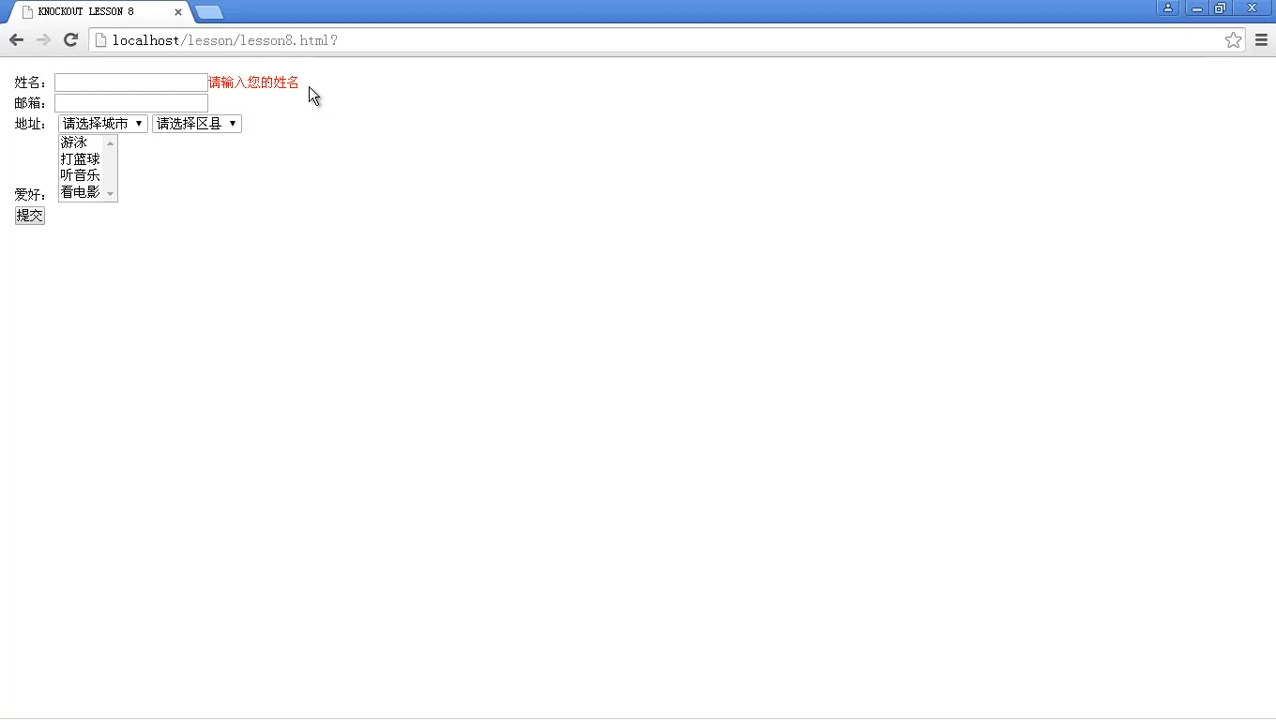 KNOCKOUT LESSON 8
localhost/lesson/lesson8.html?
姓名: 请输入您的姓名
邮箱:
地址: 请选择城市 请选择区县
游泳
打篮球
听音乐
爱好: 看电影
提交